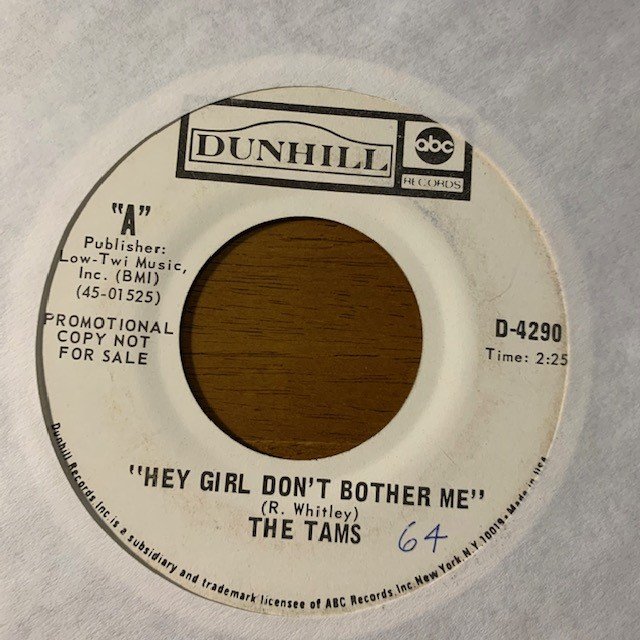 DUNHILL
abc
RECORDS
"A"
Publisher:
Low-Twi Music,
Inc. (BMI)
(45-01525)
PROMOTIONAL
COPY NOT
FOR SALE
D-4290
Time: 2:25
"HEY GIRL DON'T BOTHER ME"
(R. Whitley)
THE TAMS
64
Dunhill Records Inc. is a subsidiary and trademark licensee of ABC Records, Inc. New York, N.Y. 10019 • Made in USA